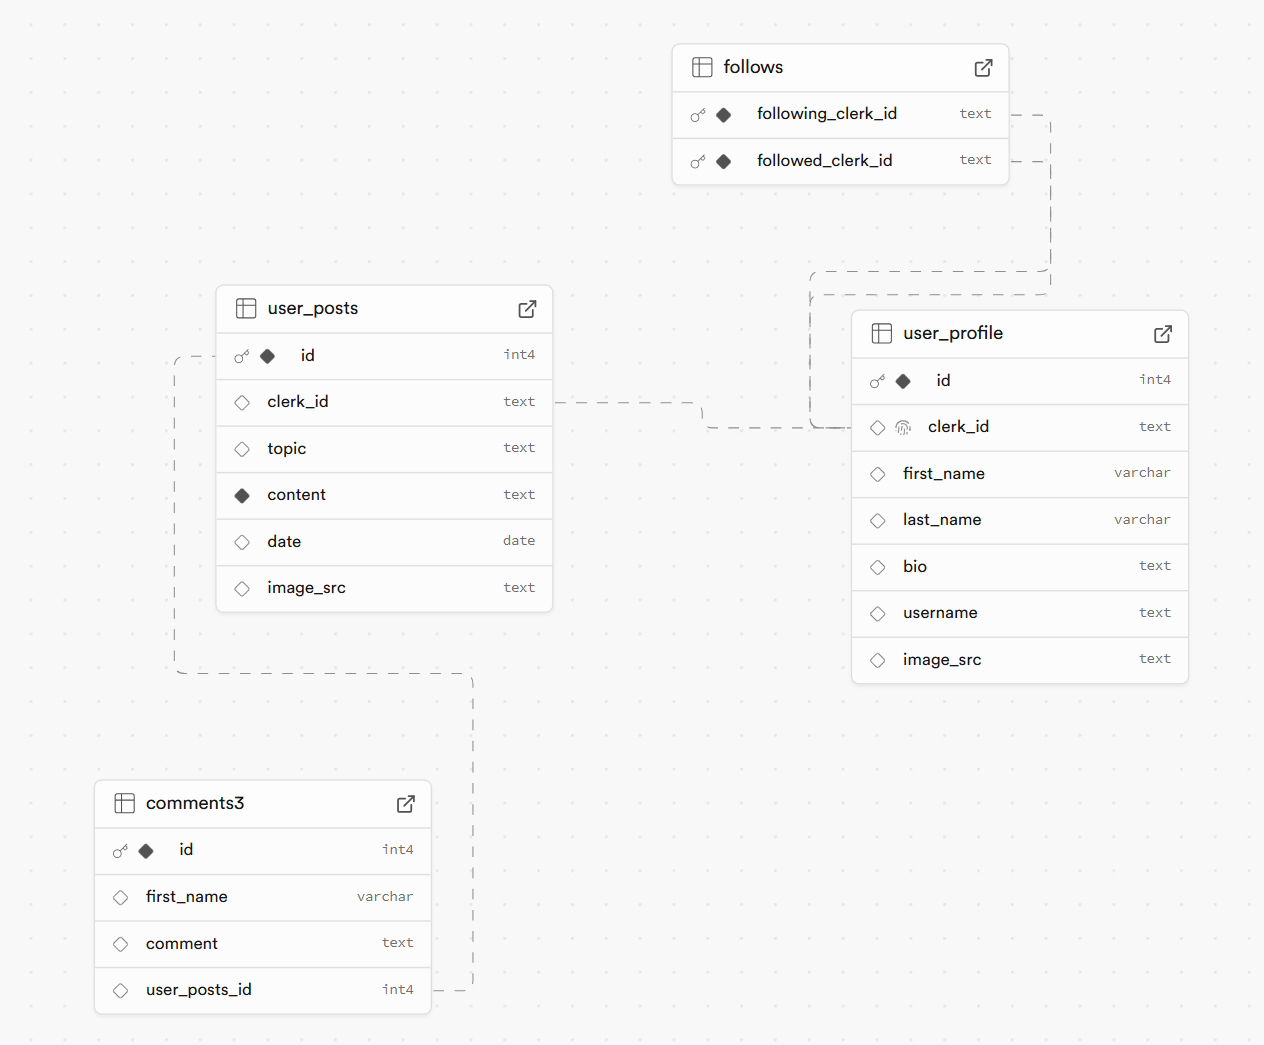 follows
following_clerk_id text
followed_clerk_id text
user_posts
id int4
clerk_id text
topic text
content text
date date
image_src text
user_profile
id int4
clerk_id text
first_name varchar
last_name varchar
bio text
username text
image_src text
comments3
id int4
first_name varchar
comment text
user_posts_id int4